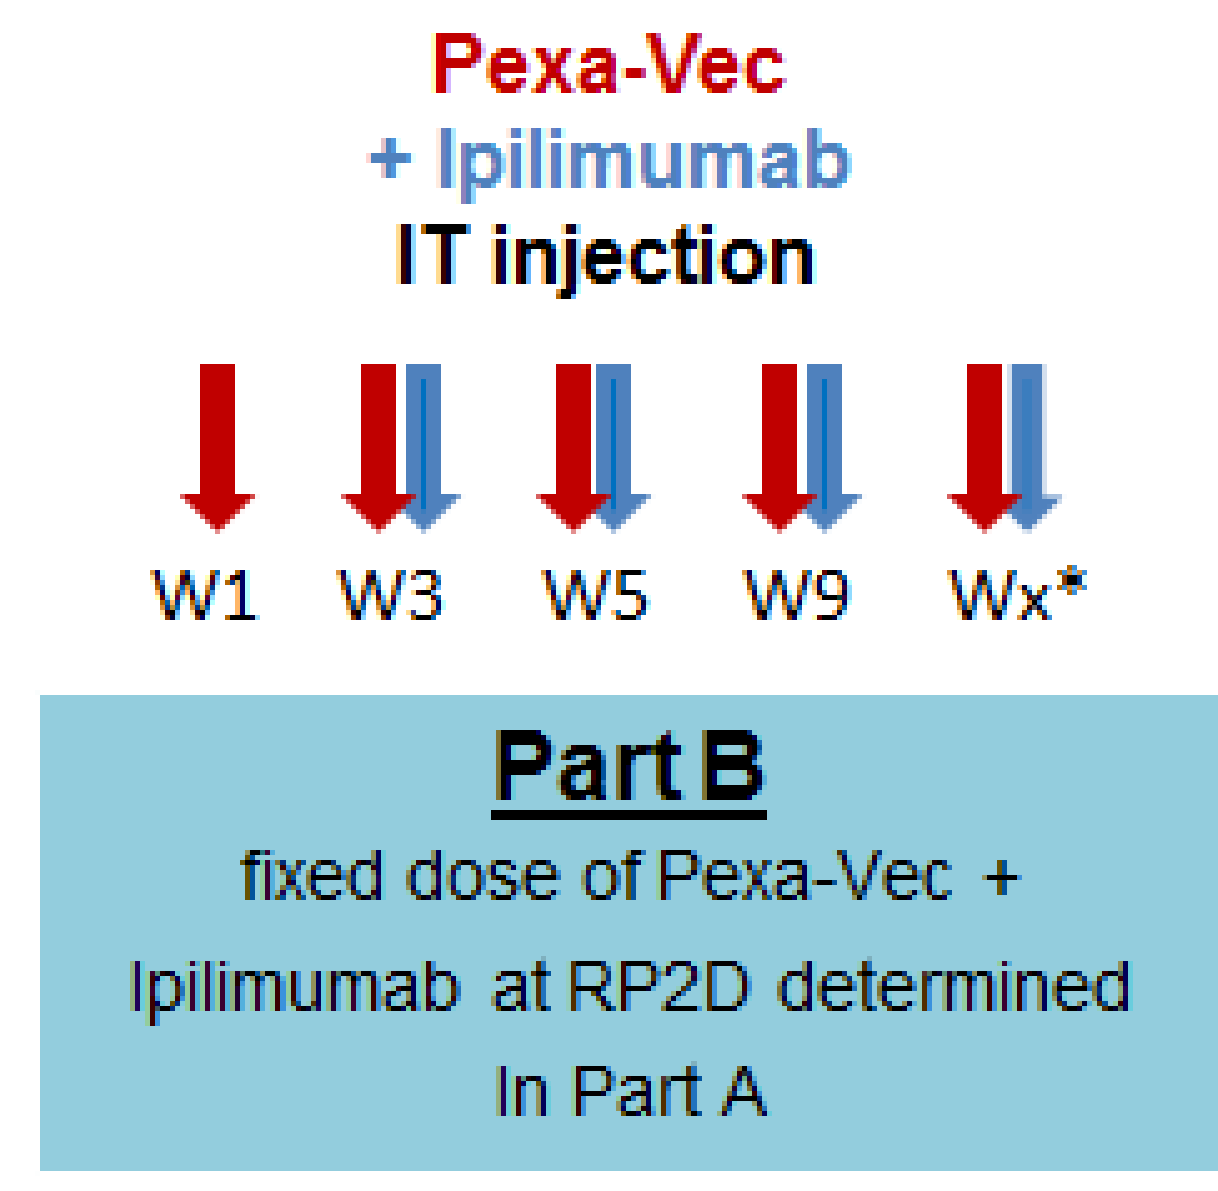 Pexa-Vec
+ Ipilimumab
IT injection
W1 W3 W5 W9 Wx*
Part B
fixed dose of Pexa-Vec +
Ipilimumab at RP2D determined
In Part A